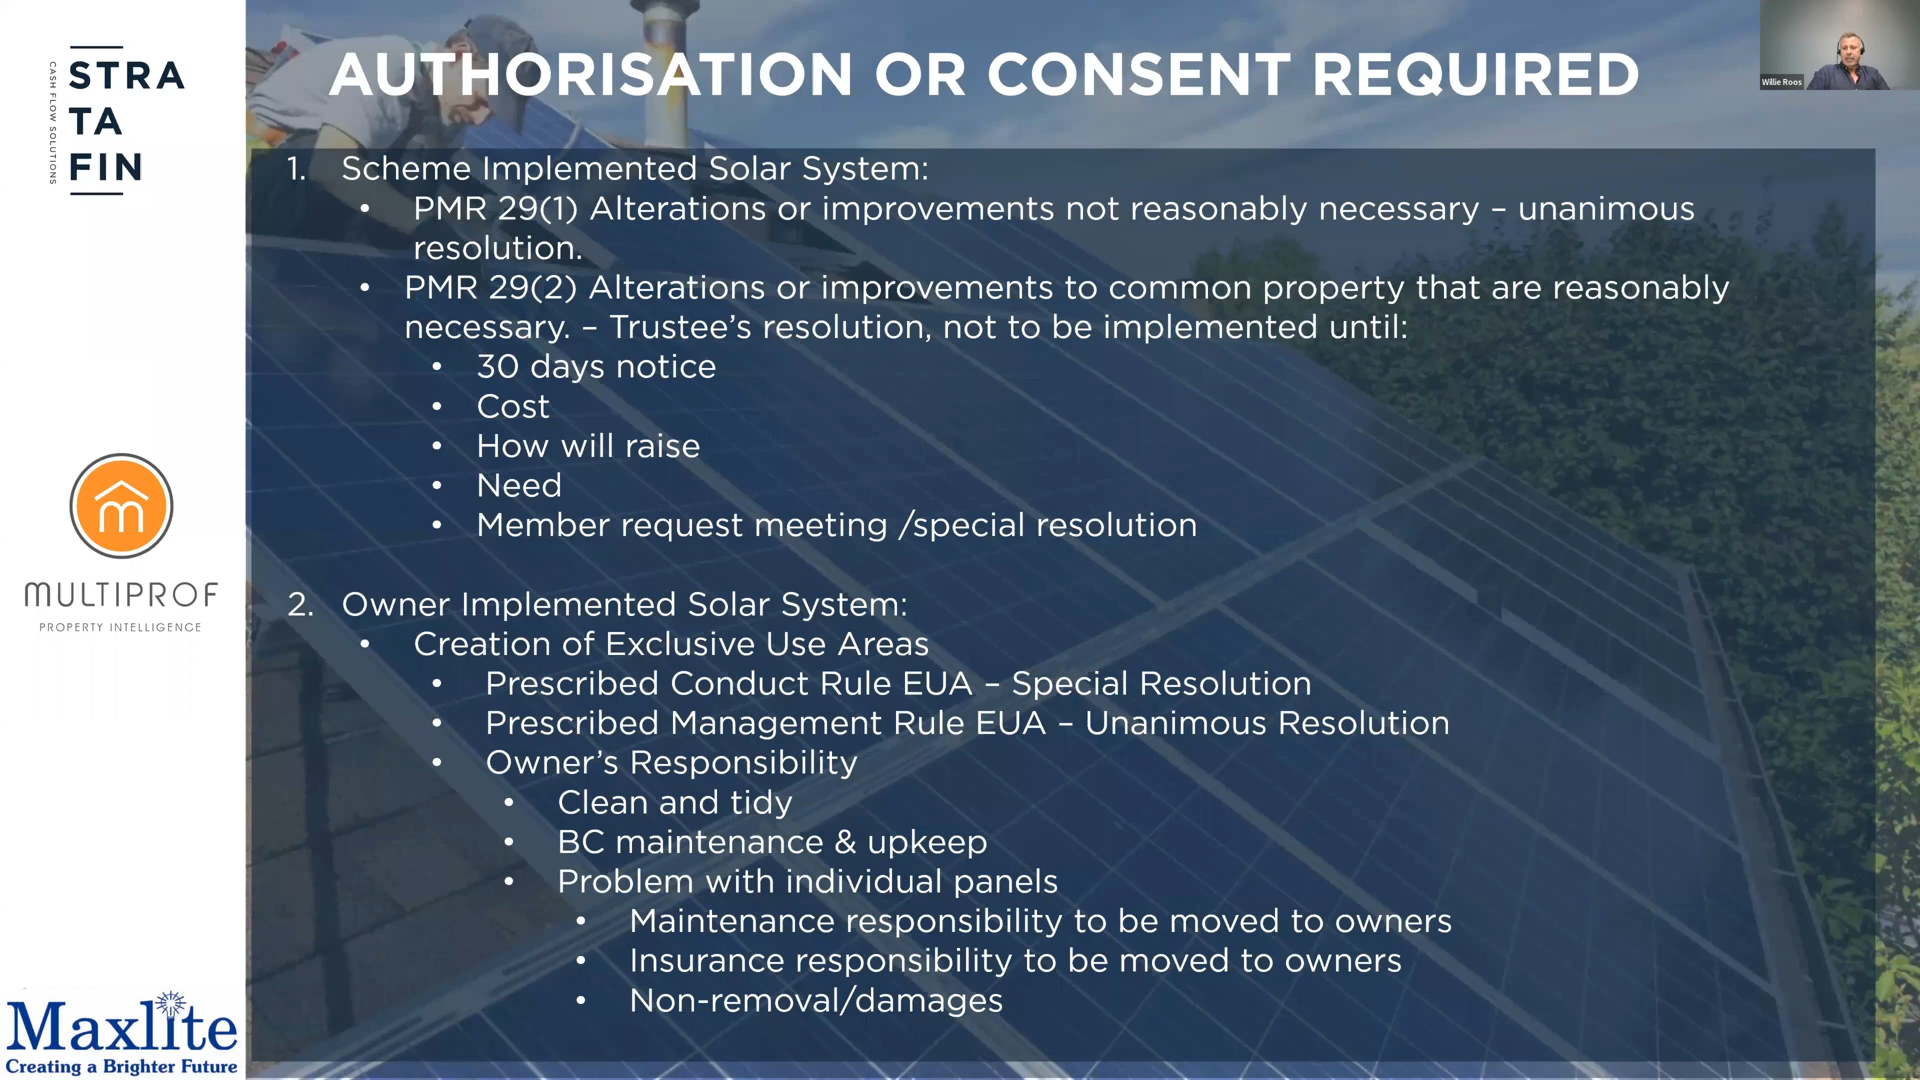 STRA
TA
FIN
CASH FLOW SOLUTIONS
AUTHORISATION OR CONSENT REQUIRED
Willie Roos
1. Scheme Implemented Solar System:
• PMR 29(1) Alterations or improvements not reasonably necessary – unanimous
resolution.
• PMR 29(2) Alterations or improvements to common property that are reasonably
necessary. – Trustee’s resolution, not to be implemented until:
• 30 days notice
• Cost
• How will raise
• Need
• Member request meeting /special resolution
2. Owner Implemented Solar System:
• Creation of Exclusive Use Areas
• Prescribed Conduct Rule EUA – Special Resolution
• Prescribed Management Rule EUA – Unanimous Resolution
• Owner’s Responsibility
• Clean and tidy
• BC maintenance & upkeep
• Problem with individual panels
• Maintenance responsibility to be moved to owners
• Insurance responsibility to be moved to owners
• Non-removal/damages
MULTIPROF
PROPERTY INTELLIGENCE
Maxlite
Creating a Brighter Future